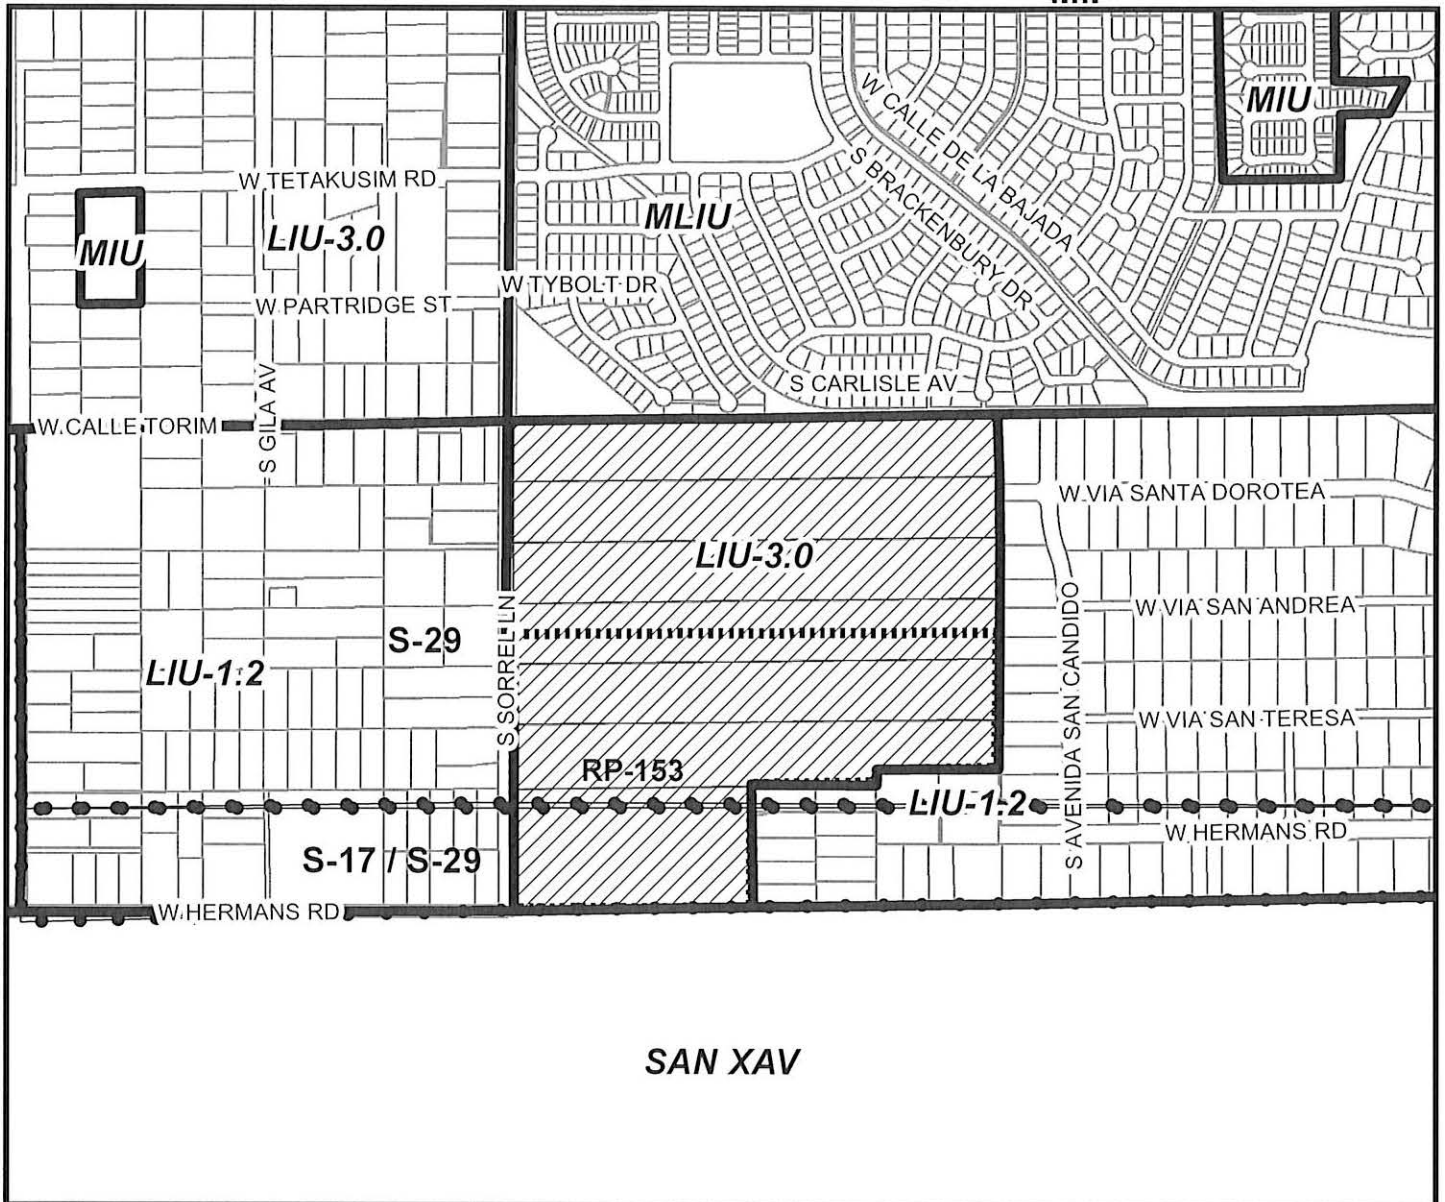 MIU
W CALLE DE LA BAJADA
W TETAKUSIM RD
S BRACKENBURY DR
MLIU
LIU-3.0
MIU
W TYBOLT DR
W PARTRIDGE ST
S CARLISLE AV
S GILA AV
W CALLE TORIM
W VIA SANTA DOROTEA
LIU-3.0
W VIA SAN ANDREA
S-29
LIU-1.2
S SORREL LN
S AVENIDA SAN CANDIDO
W VIA SAN TERESA
RP-153
LIU-1.2
W HERMANS RD
S-17 / S-29
W HERMANS RD
SAN XAV